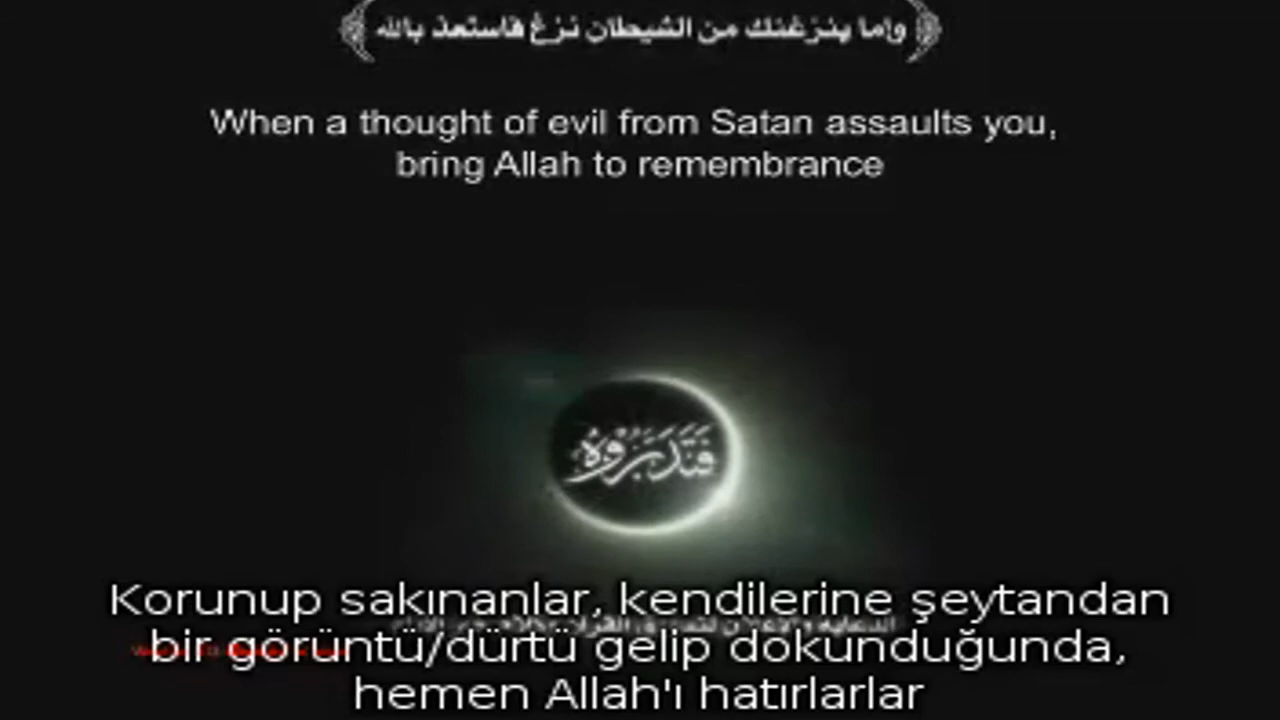 وإما ينزغنك من الشيطان نزغ فاستعذ بالله
When a thought of evil from Satan assaults you,
bring Allah to remembrance
فتدبروه
Korunup sakınanlar, kendilerine şeytandan
bir görüntü/dürtü gelip dokunduğunda,
hemen Allah'ı hatırlarlar